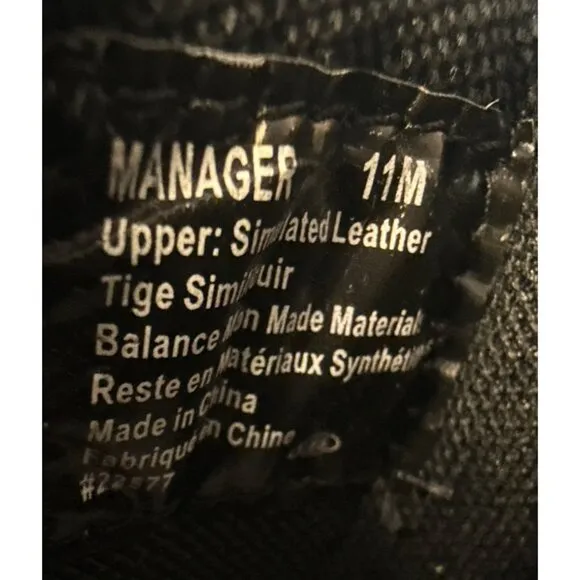 MANAGER 11M
Upper: Simulated Leather
Tige Similicuir
Balance Man Made Material
Reste en Matériaux Synthéti
Made in China
Fabriqué en Chine